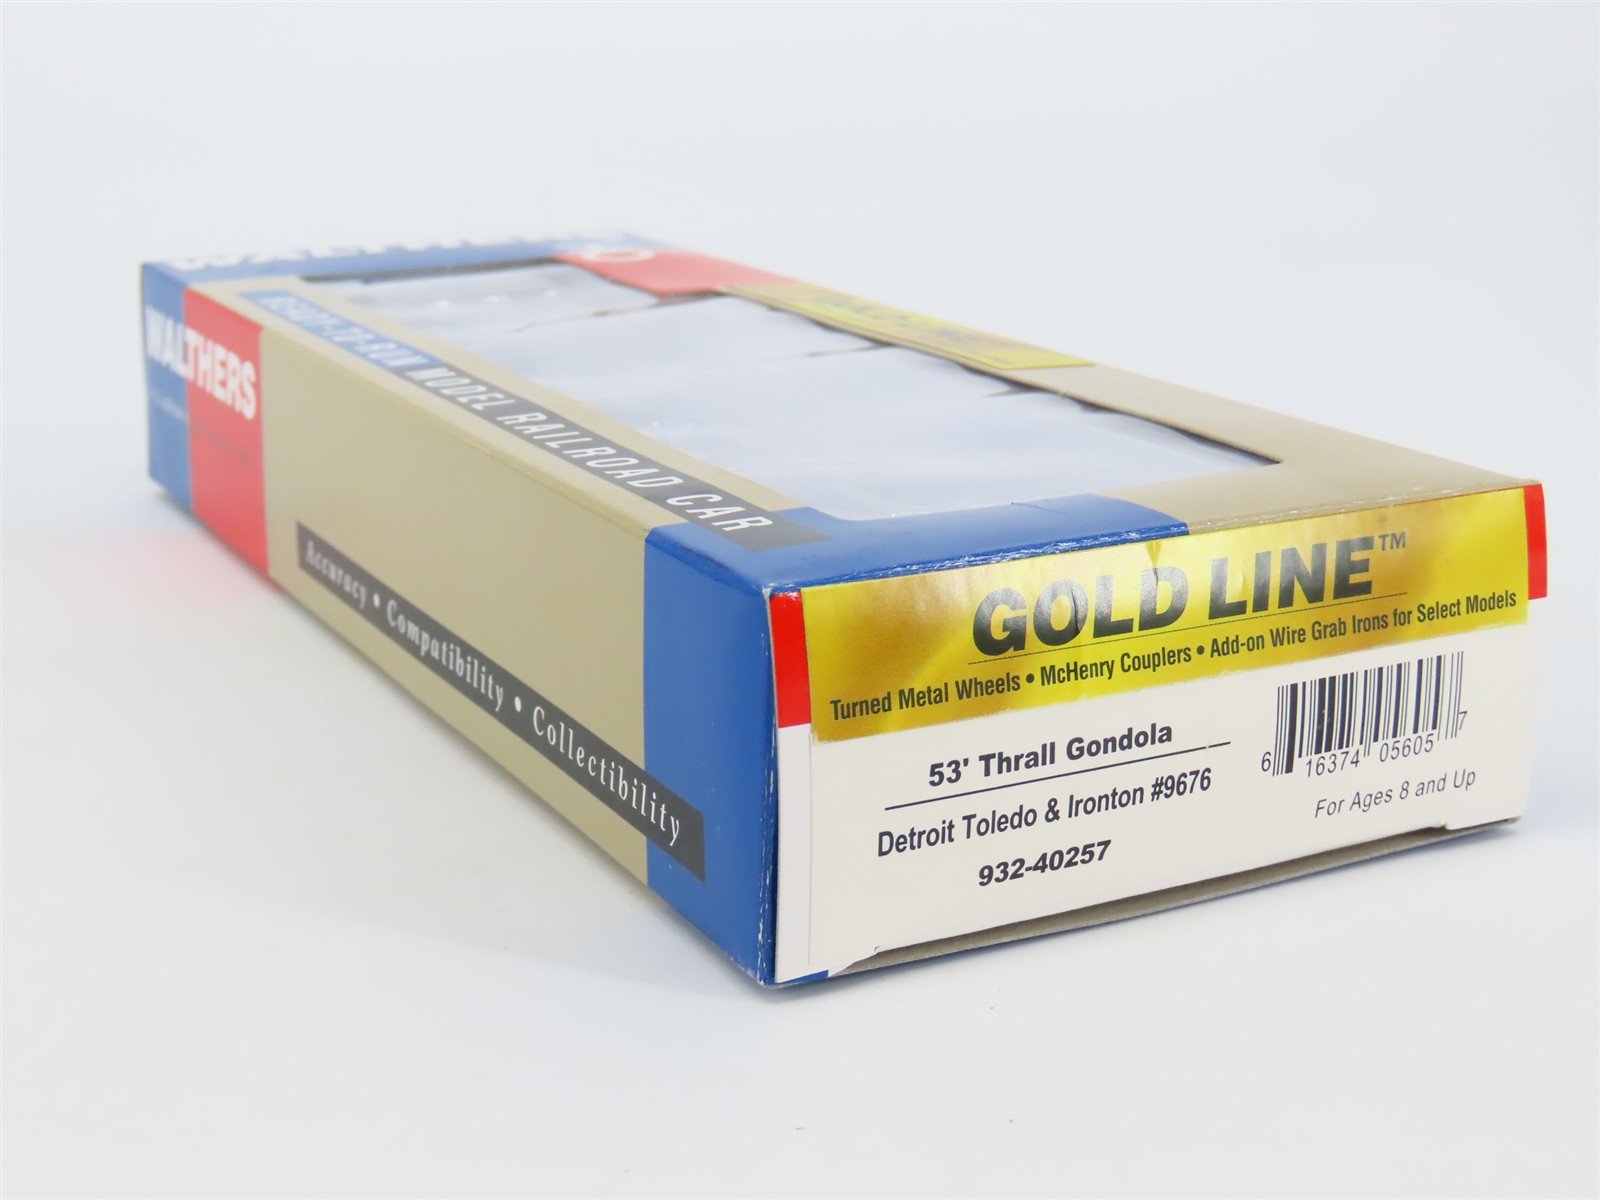 WALTHERS
READY-TO-RUN MODEL RAILROAD CAR
Accuracy • Compatibility • Collectibility
GOLD LINE™
Turned Metal Wheels • McHenry Couplers • Add-on Wire Grab Irons for Select Models
53' Thrall Gondola
Detroit Toledo & Ironton #9676
932-40257
6 16374 05605 7
For Ages 8 and Up